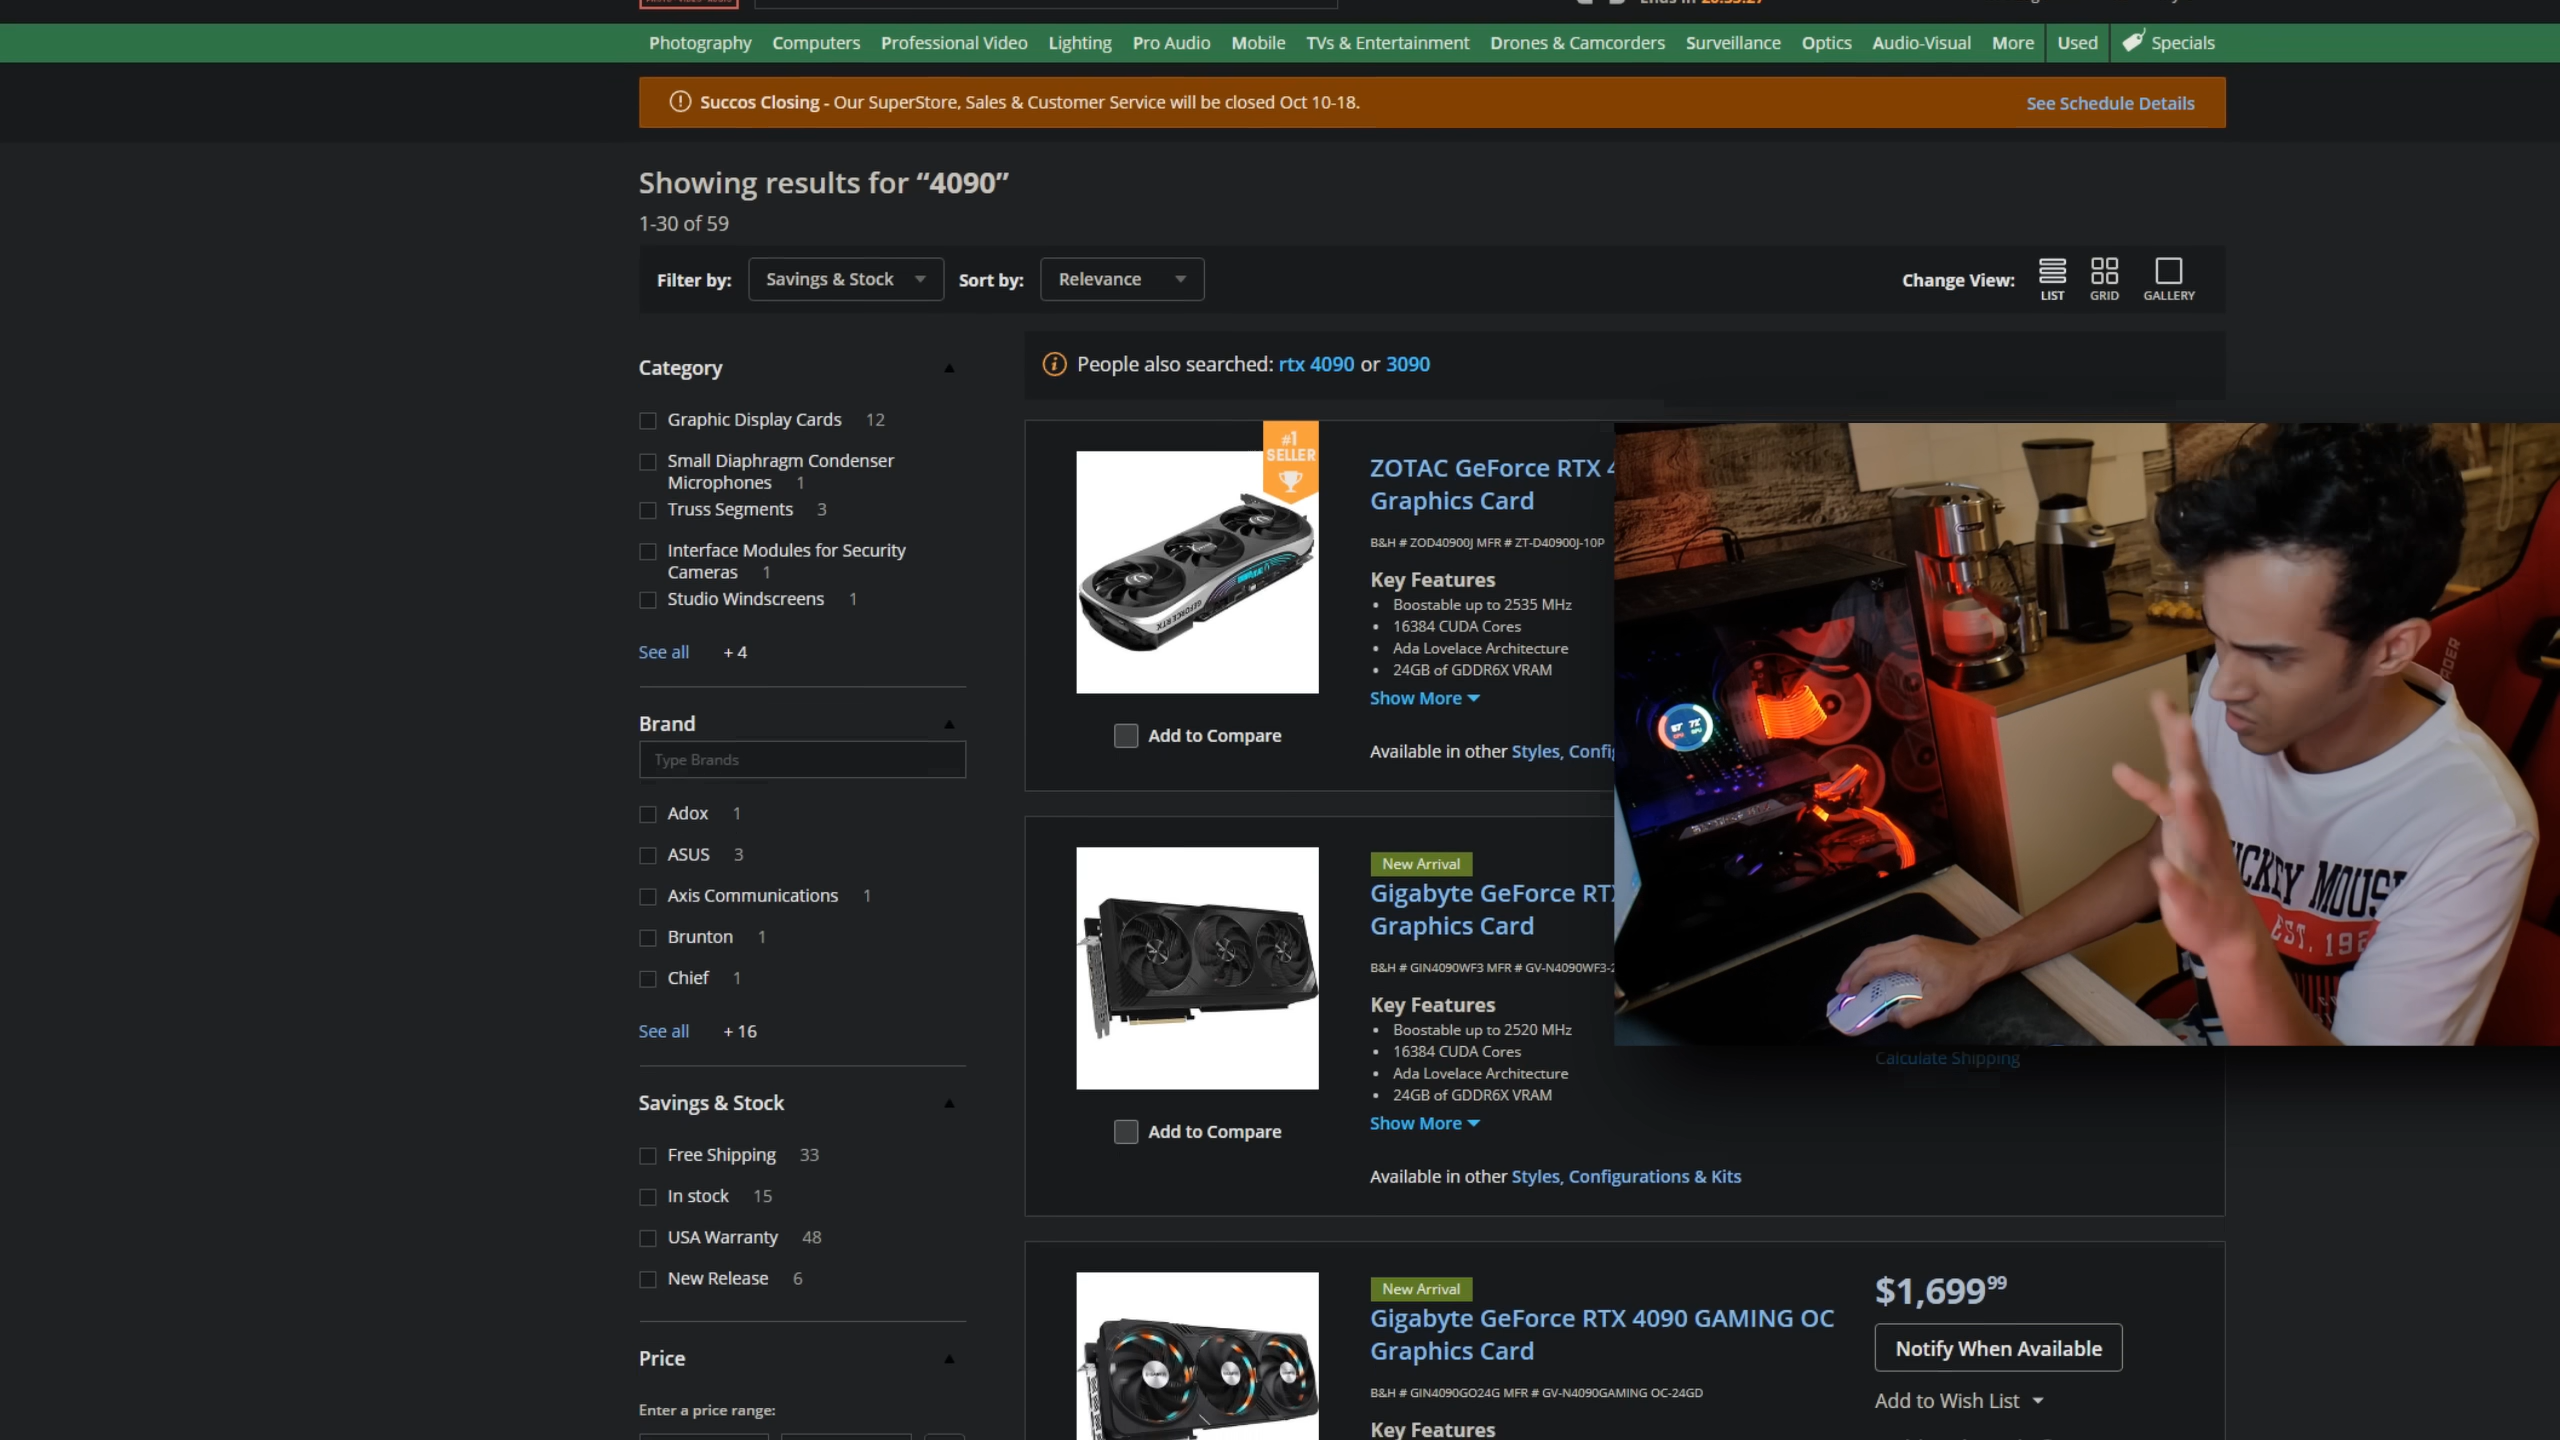 Photography Computers Professional Video Lighting Pro Audio Mobile TVs & Entertainment Drones & Camcorders Surveillance Optics Audio-Visual More Used Specials
Succos Closing - Our SuperStore, Sales & Customer Service will be closed Oct 10-18.
See Schedule Details
Showing results for “4090”
1-30 of 59
Filter by: Savings & Stock Sort by: Relevance
Change View: LIST GRID GALLERY
Category
Graphic Display Cards 12
Small Diaphragm Condenser
Microphones 1
Truss Segments 3
Interface Modules for Security
Cameras 1
Studio Windscreens 1
See all + 4
Brand
Type Brands
Adox 1
ASUS 3
Axis Communications 1
Brunton 1
Chief 1
See all + 16
Savings & Stock
Free Shipping 33
In stock 15
USA Warranty 48
New Release 6
Price
Enter a price range:
People also searched: rtx 4090 or 3090
#1
SELLER
ZOTAC GeForce RTX
Graphics Card
B&H # ZOD40900J MFR # ZT-D40900J-10P
Key Features
Boostable up to 2535 MHz
16384 CUDA Cores
Ada Lovelace Architecture
24GB of GDDR6X VRAM
Show More
Add to Compare
Available in other Styles,
New Arrival
Gigabyte GeForce
Graphics Card
B&H # GIN4090WF3 MFR #
Key Features
Boostable up to 2520 MHz
16384 CUDA Cores
Ada Lovelace Architecture
24GB of GDDR6X VRAM
Show More
Add to Compare
Calculate Shipping
Available in other Styles, Configurations & Kits
New Arrival
Gigabyte GeForce RTX 4090 GAMING OC
Graphics Card
B&H # GIN4090GO24G MFR # GV-N4090GAMING OC-24GD
Key Features
$1,699.99
Notify When Available
Add to Wish List
MOUSE
EST.